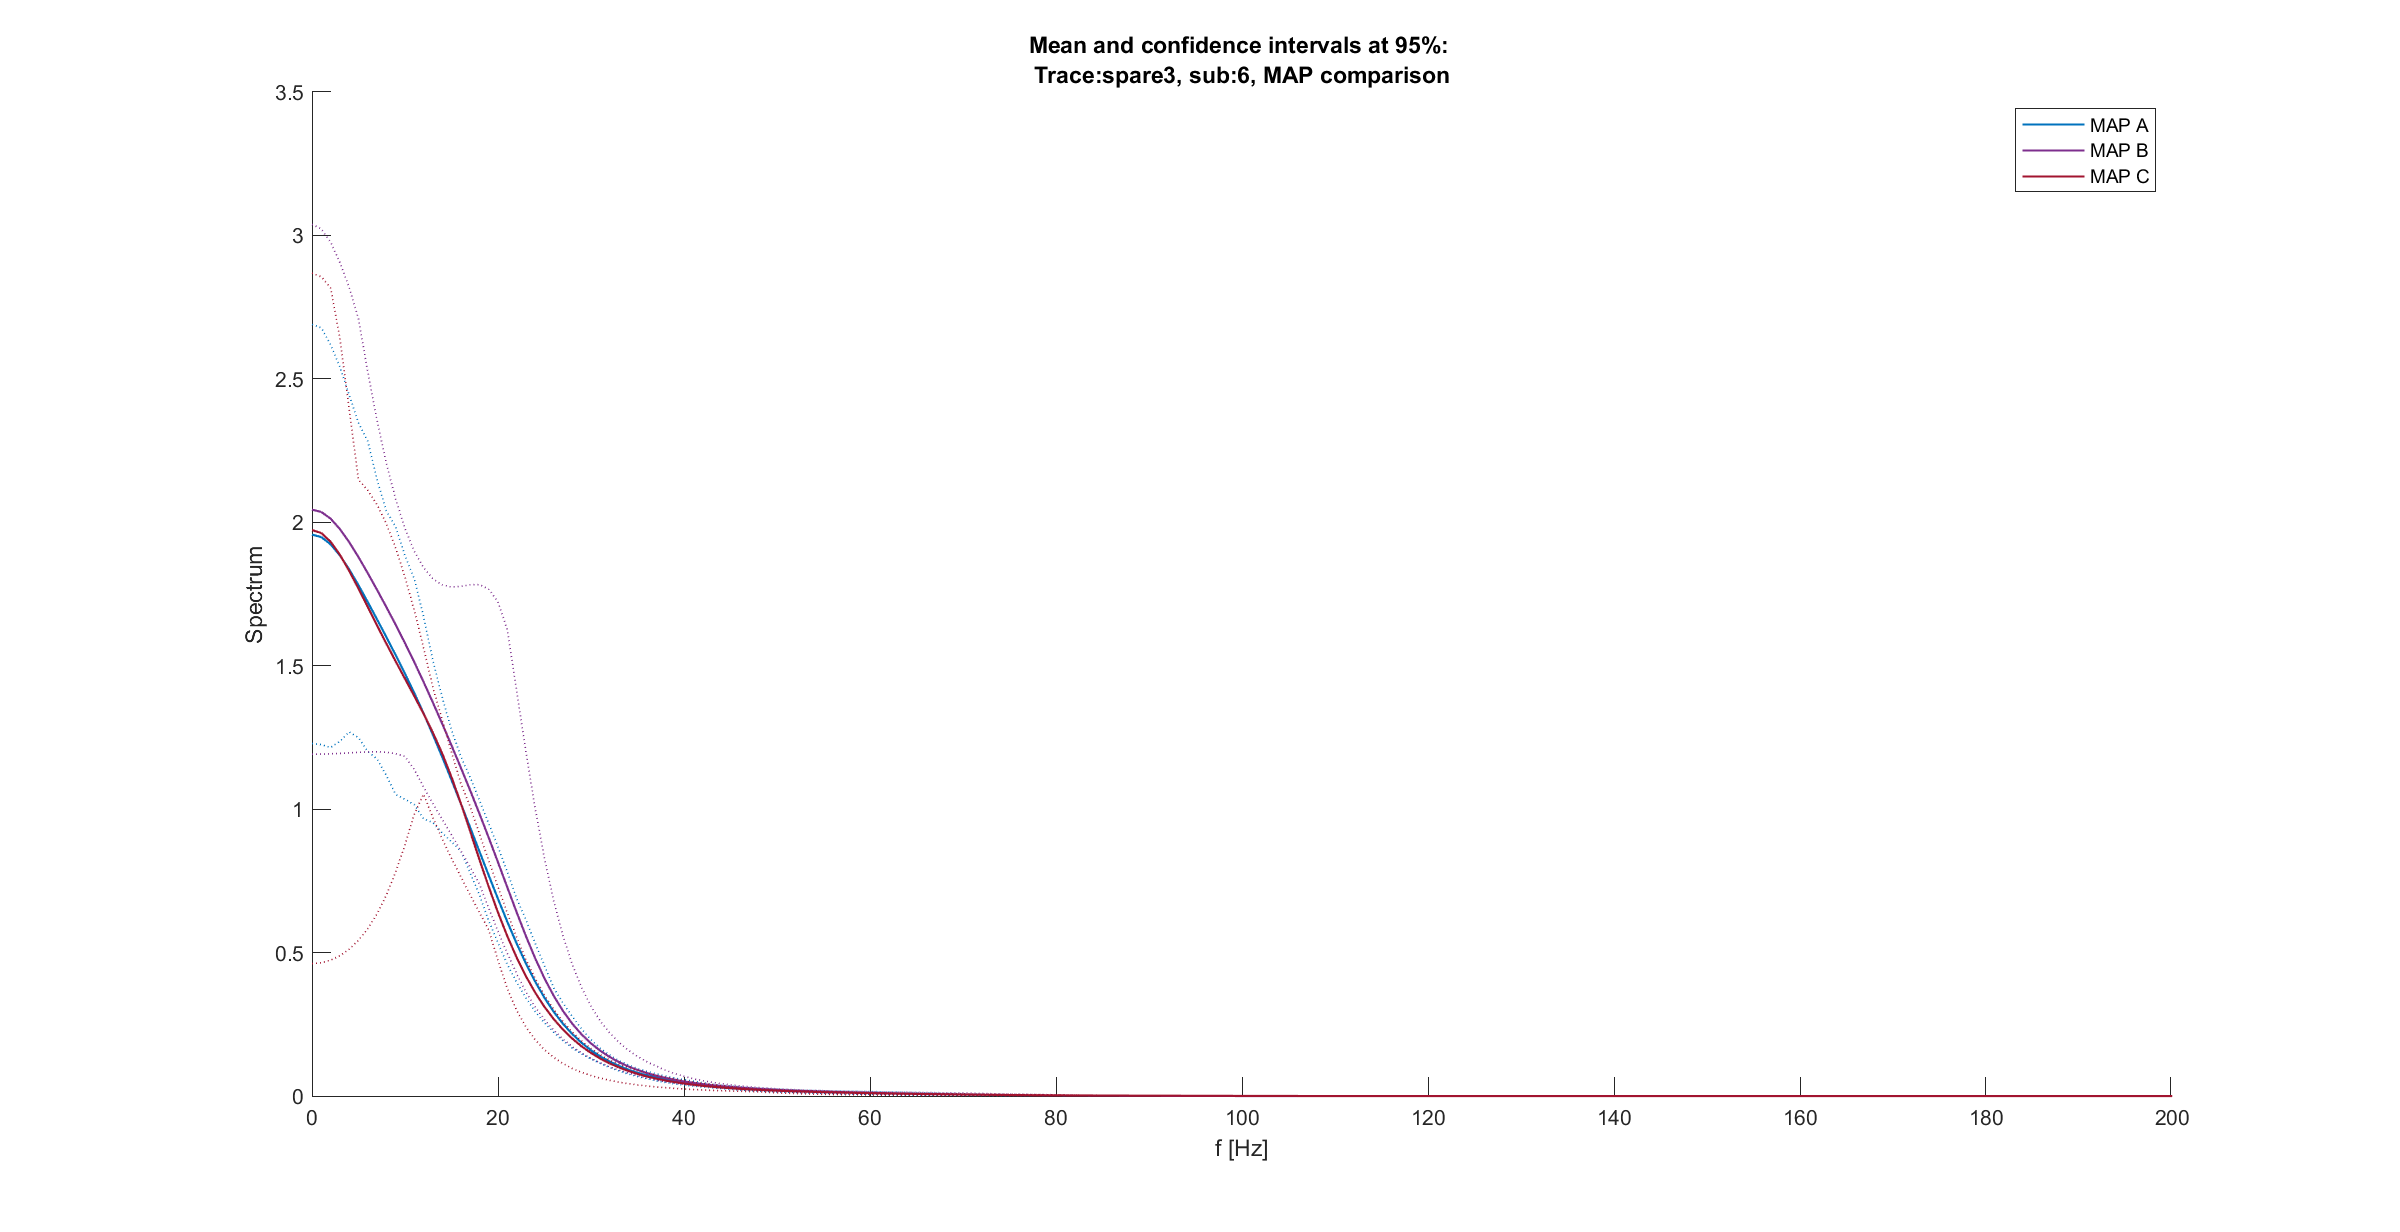 Mean and confidence intervals at 95%:
Trace:spare3, sub:6, MAP comparison
MAP A
MAP B
MAP C
Spectrum
3.5
3
2.5
2
1.5
1
0.5
0
0 20 40 60 80 100 120 140 160 180 200
f [Hz]